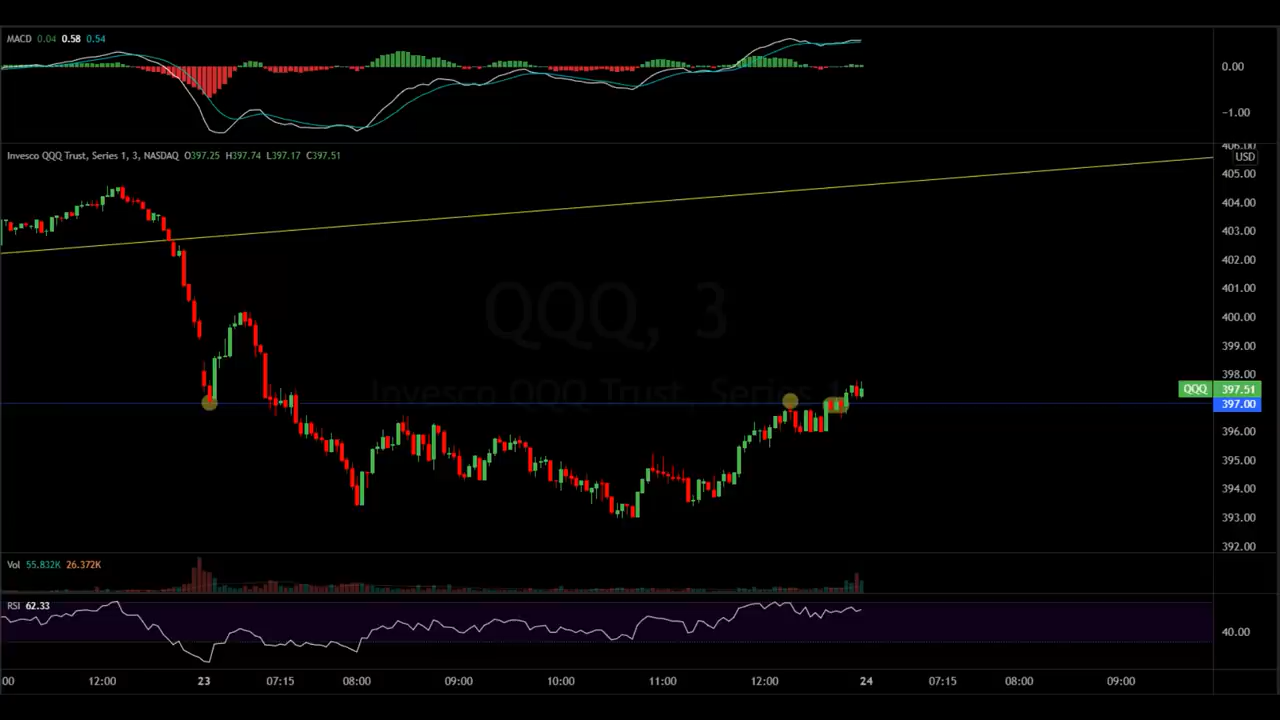 MACD 0.04 0.58 0.54
0.00
−1.00
Invesco QQQ Trust, Series 1, 3, NASDAQ O397.25 H397.74 L397.17 C397.51
406.00
USD
405.00
404.00
403.00
402.00
401.00
400.00
QQQ, 3
399.00
398.00
Invesco QQQ Trust, Series 1
QQQ 397.51
397.00
396.00
395.00
394.00
393.00
392.00
Vol 55.832K 26.372K
RSI 62.33
40.00
:00 12:00 23 07:15 08:00 09:00 10:00 11:00 12:00 24 07:15 08:00 09:00